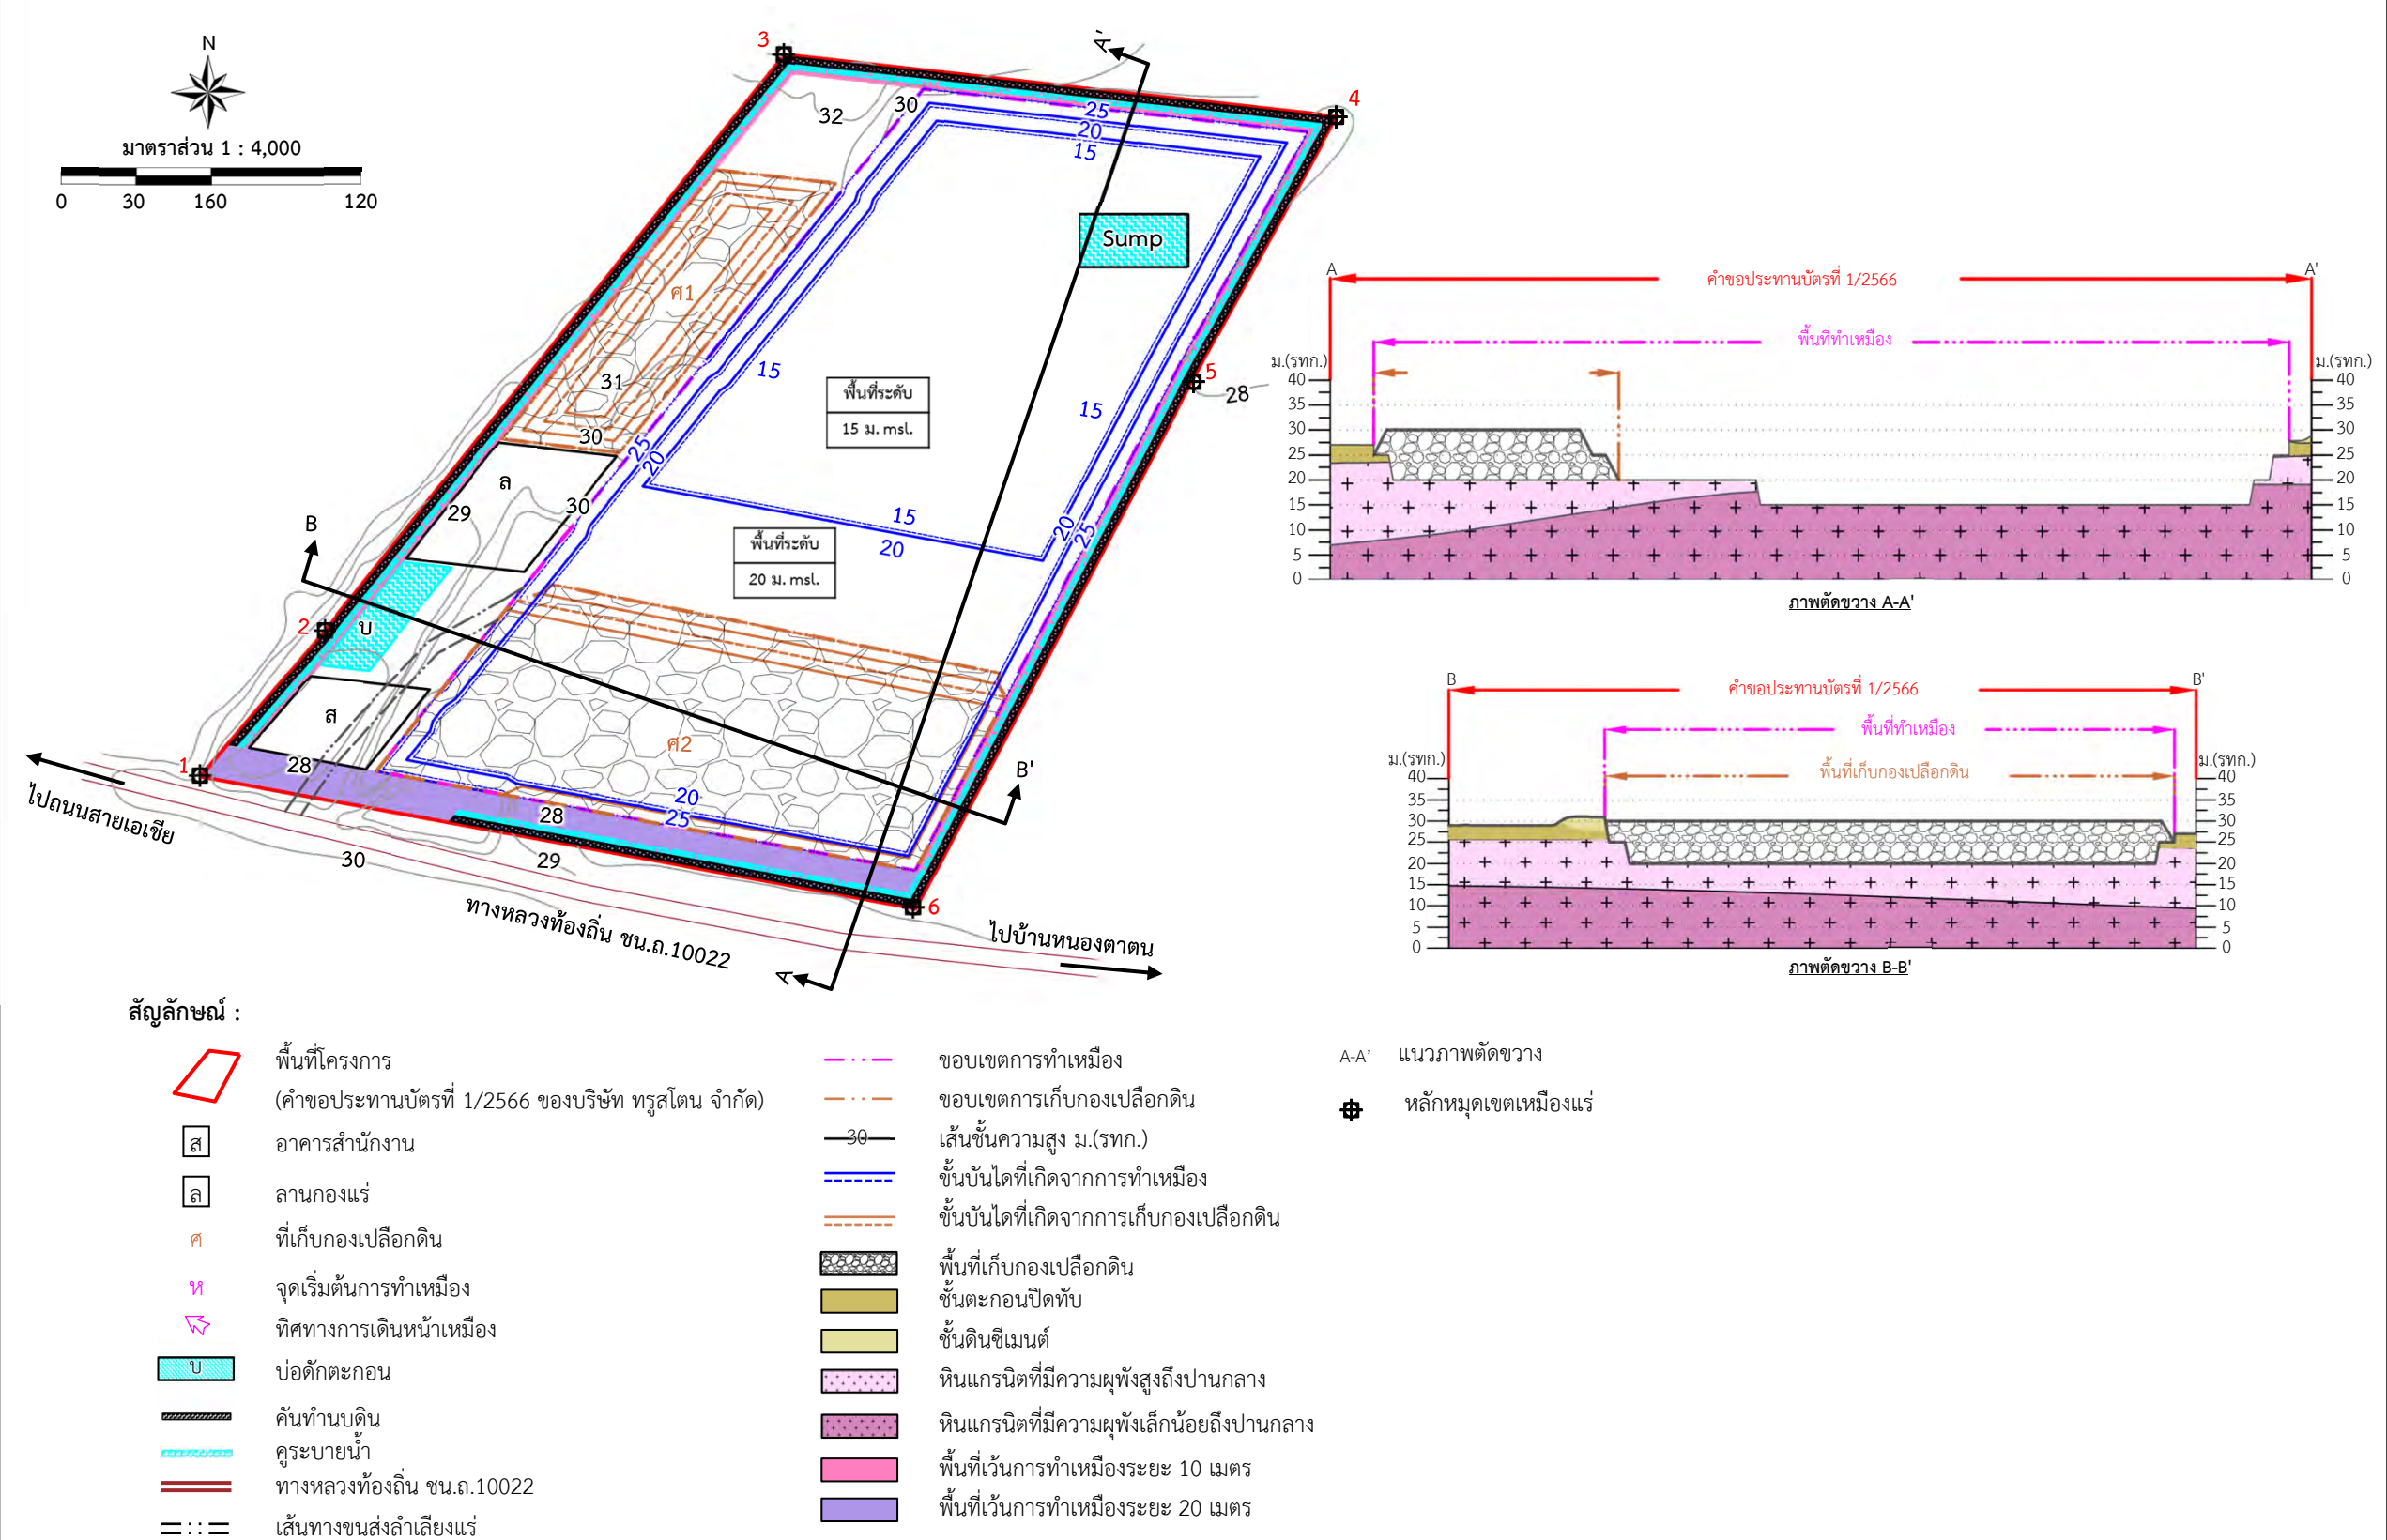 N
มาตราส่วน 1 : 4,000
0 30 160 120
3
4
A'
32
30
25
20
15
Sump
ศ1
31
30
15
5
28
พื้นที่ระดับ
15 ม. msl.
15
25
20
ล
29
30
15
20
20
25
B
พื้นที่ระดับ
20 ม. msl.
2
บ
ส
ศ2
1
28
B'
20
25
28
ไปถนนสายเอเชีย
30
29
6
ทางหลวงท้องถิ่น ชน.ถ.10022
ไปบ้านหนองตาตน
A
A A'
คำขอประทานบัตรที่ 1/2566
พื้นที่ทำเหมือง
ม.(รทก.) ม.(รทก.)
40 40
35 35
30 30
25 25
20 20
15 15
10 10
5 5
0 0
ภาพตัดขวาง A-A'
B B'
คำขอประทานบัตรที่ 1/2566
พื้นที่ทำเหมือง
ม.(รทก.) ม.(รทก.)
พื้นที่เก็บกองเปลือกดิน
40 40
35 35
30 30
25 25
20 20
15 15
10 10
5 5
0 0
ภาพตัดขวาง B-B'
สัญลักษณ์ :
พื้นที่โครงการ
(คำขอประทานบัตรที่ 1/2566 ของบริษัท ทรูสโตน จำกัด)
ส อาคารสำนักงาน
ล ลานกองแร่
ศ ที่เก็บกองเปลือกดิน
ห จุดเริ่มต้นการทำเหมือง
ทิศทางการเดินหน้าเหมือง
บ บ่อดักตะกอน
คันทำนบดิน
คูระบายน้ำ
ทางหลวงท้องถิ่น ชน.ถ.10022
เส้นทางขนส่งลำเลียงแร่
ขอบเขตการทำเหมือง
ขอบเขตการเก็บกองเปลือกดิน
30 เส้นชั้นความสูง ม.(รทก.)
ขั้นบันไดที่เกิดจากการทำเหมือง
ขั้นบันไดที่เกิดจากการเก็บกองเปลือกดิน
พื้นที่เก็บกองเปลือกดิน
ชั้นตะกอนปิดทับ
ชั้นดินซีเมนต์
หินแกรนิตที่มีความผุพังสูงถึงปานกลาง
หินแกรนิตที่มีความผุพังเล็กน้อยถึงปานกลาง
พื้นที่เว้นการทำเหมืองระยะ 10 เมตร
พื้นที่เว้นการทำเหมืองระยะ 20 เมตร
A-A’ แนวภาพตัดขวาง
หลักหมุดเขตเหมืองแร่